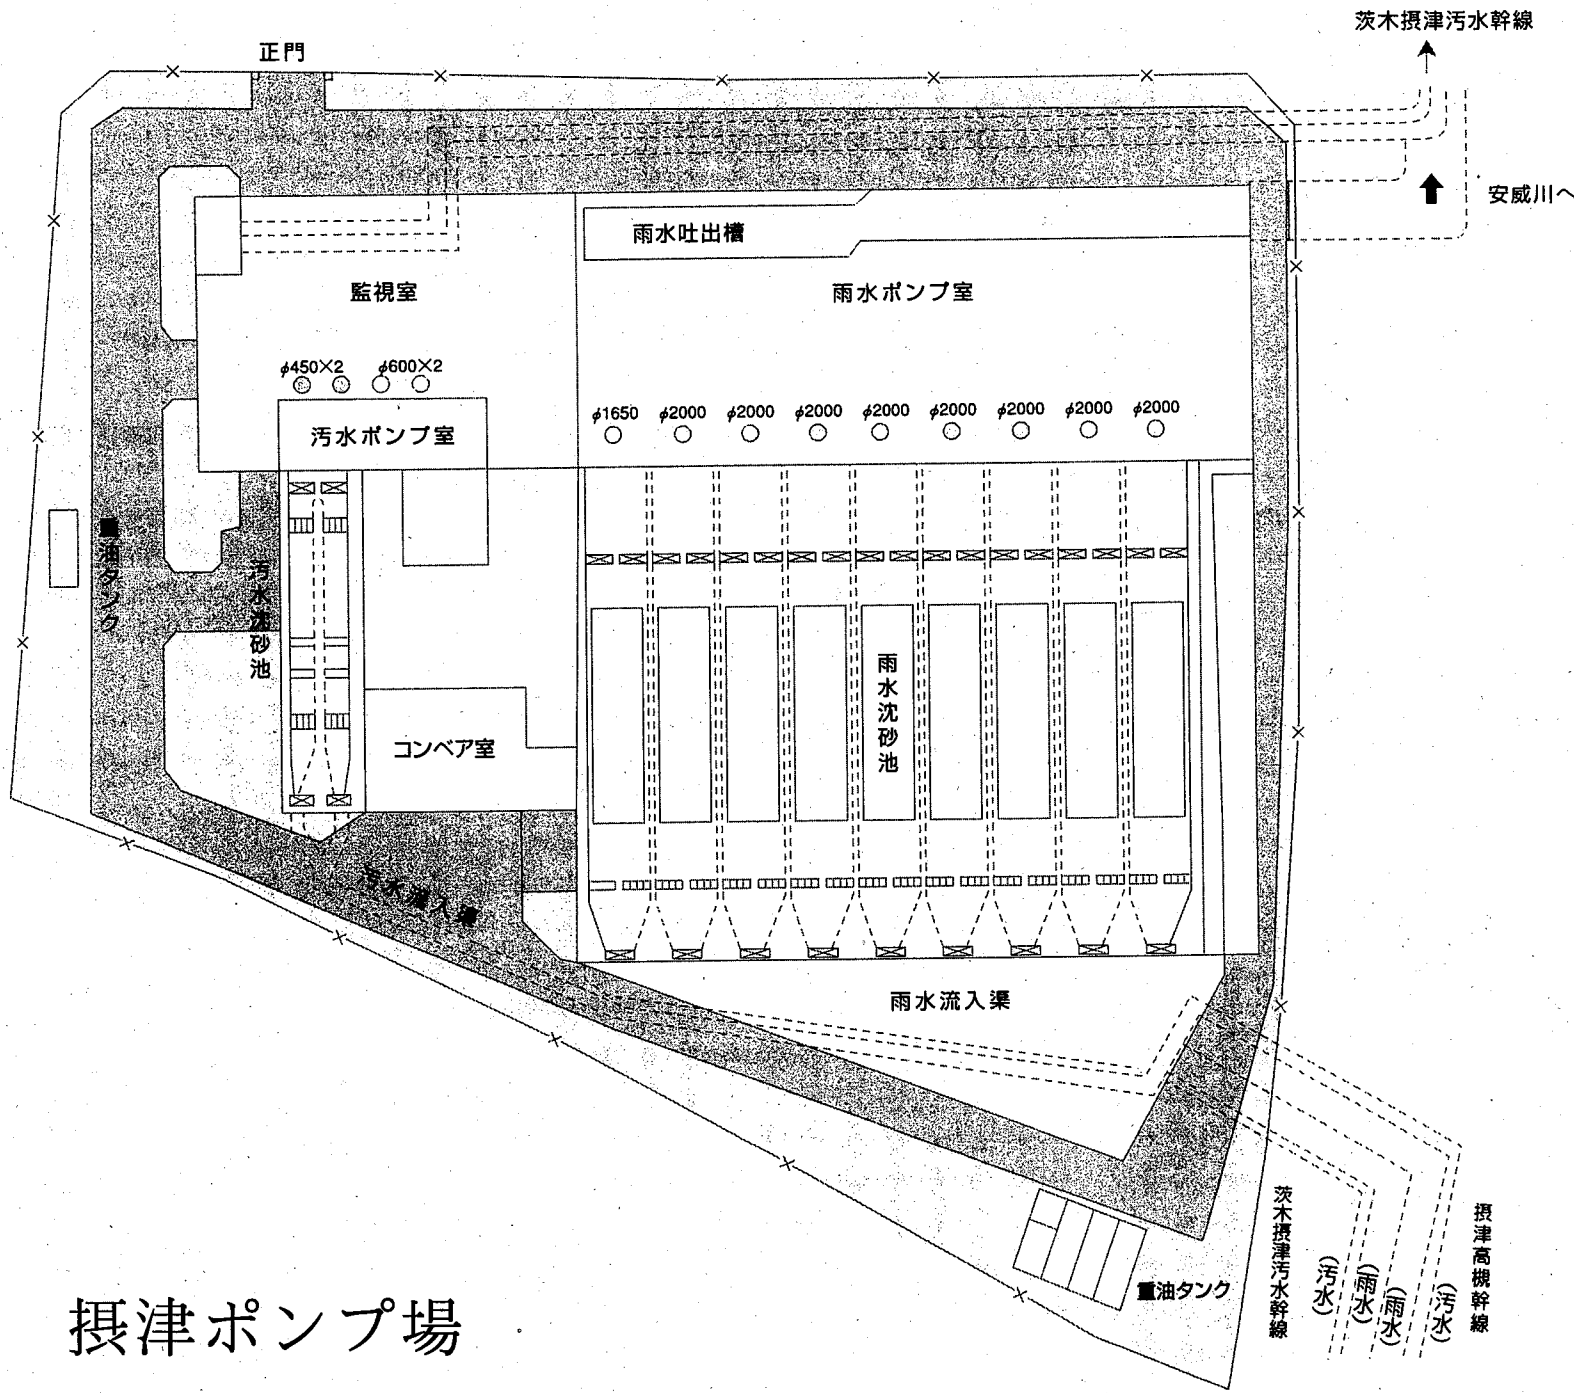 茨木摂津汚水幹線
正門
安威川へ
雨水吐出槽
監視室
雨水ポンプ室
φ450×2
φ600×2
φ1650
φ2000
φ2000
φ2000
φ2000
φ2000
φ2000
φ2000
φ2000
汚水ポンプ室
重油タンク
汚水沈砂池
雨水沈砂池
コンベア室
汚水流入渠
雨水流入渠
茨木摂津汚水幹線
(汚水)
(雨水)
(雨水)
(汚水)
摂津高槻幹線
重油タンク
摂津ポンプ場